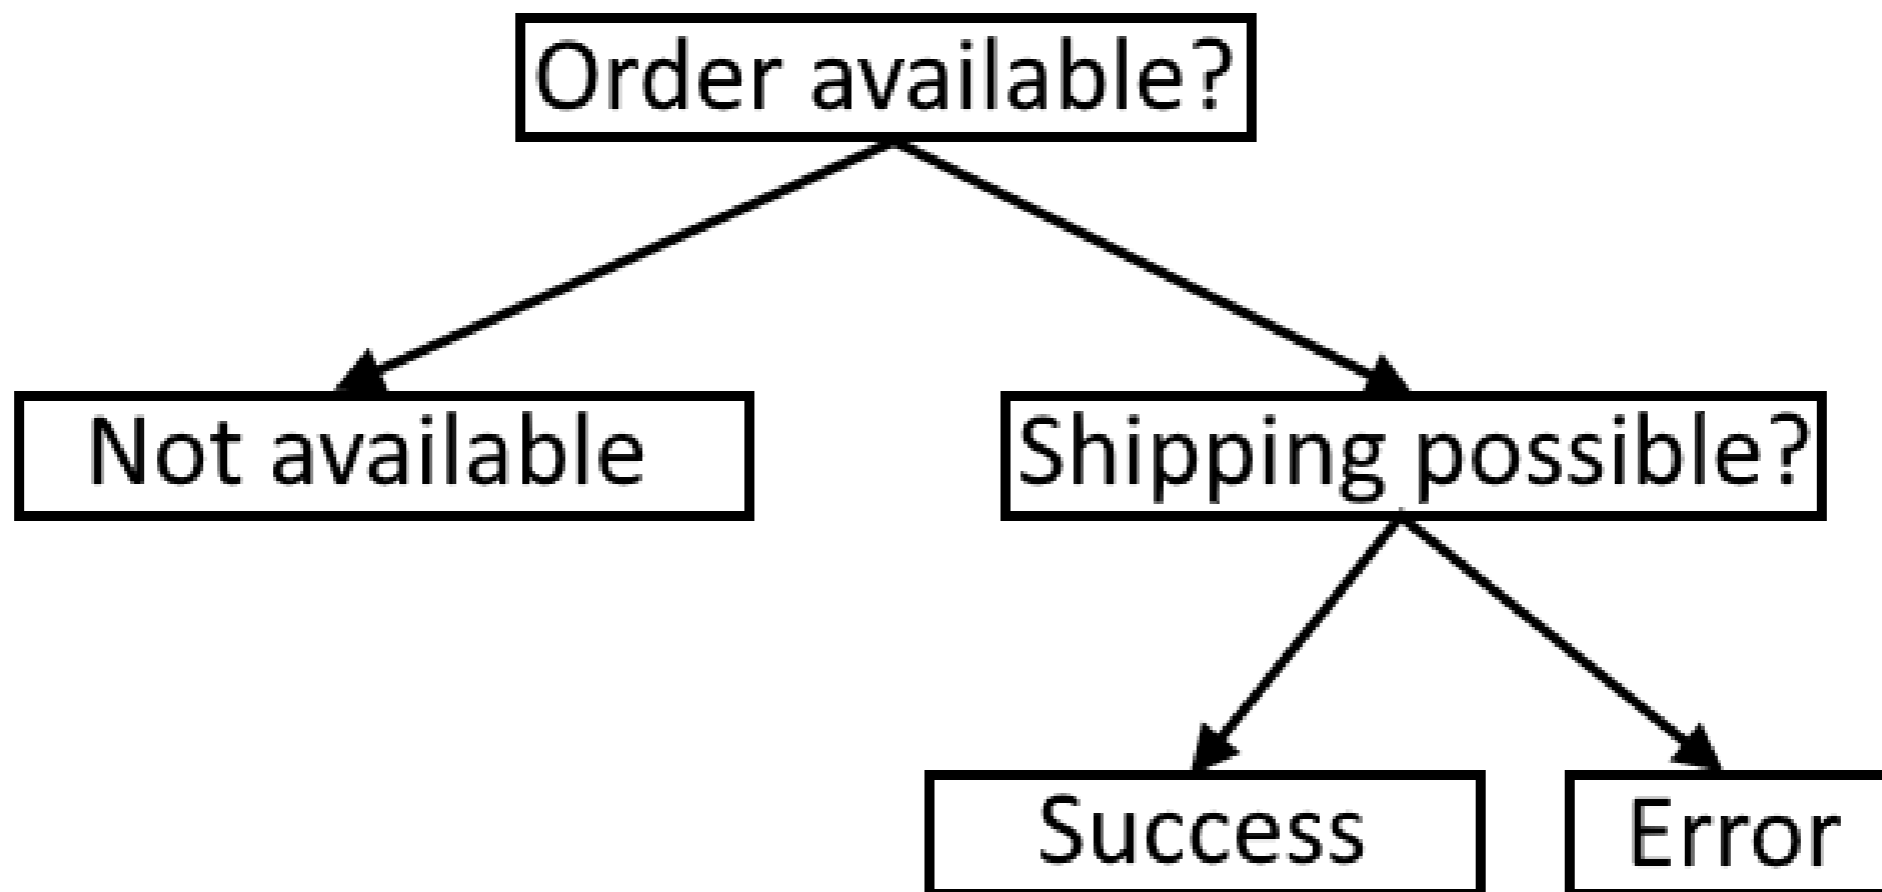 Order available?
Not available
Shipping possible?
Success
Error